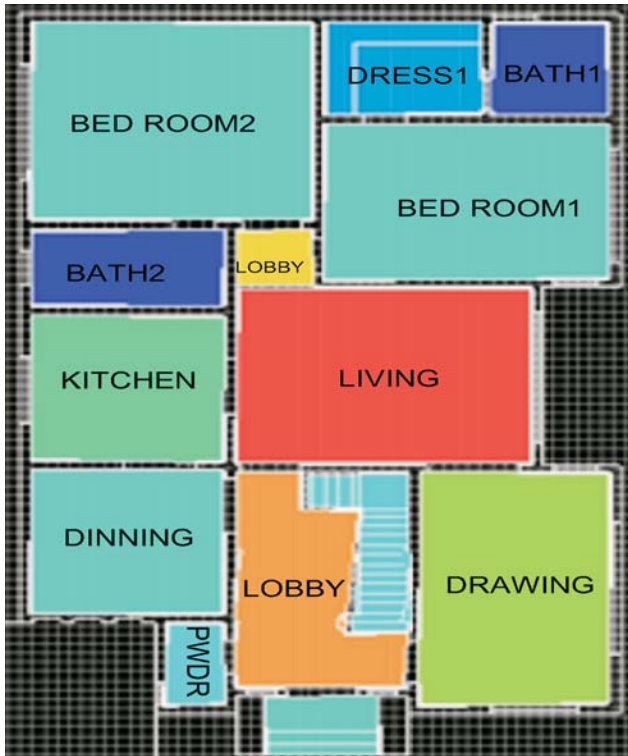 DRESS1
BATH1
BED ROOM2
BED ROOM1
BATH2
LOBBY
KITCHEN
LIVING
DINNING
LOBBY
DRAWING
PWDR